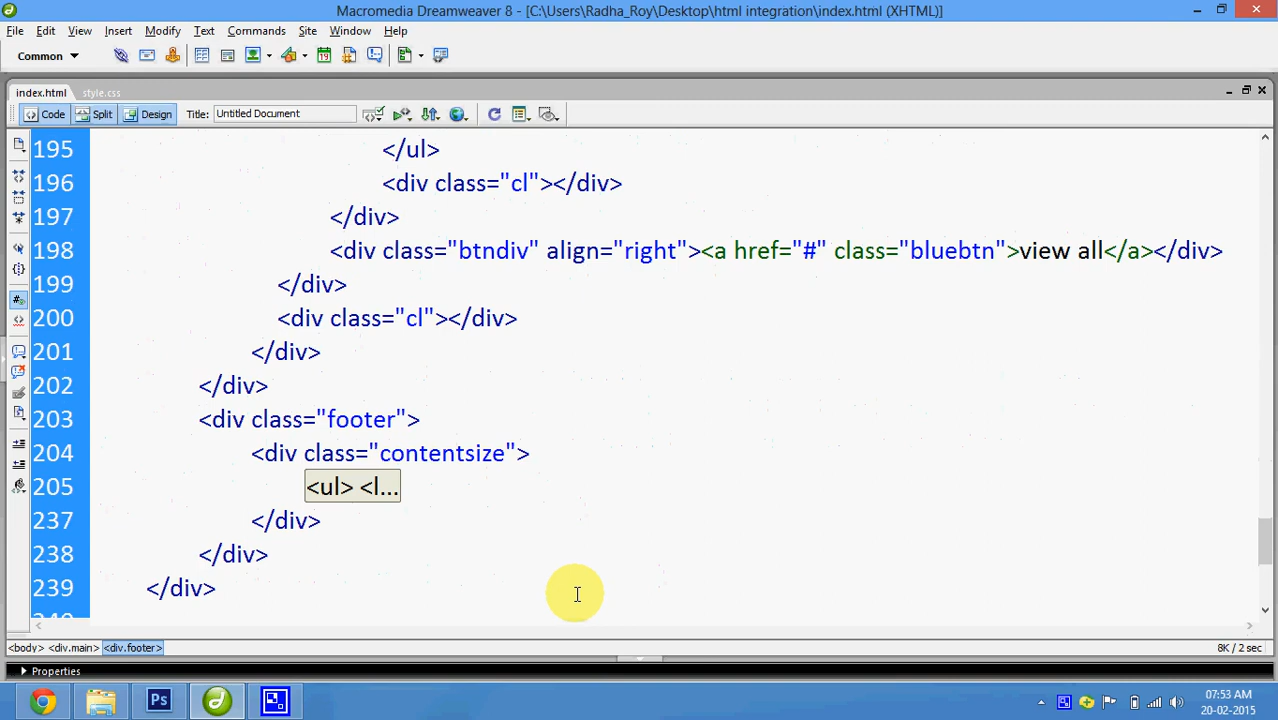 Macromedia Dreamweaver 8 - [C:\Users\Radha_Roy\Desktop\html integration\index.html (XHTML)]
File Edit View Insert Modify Text Commands Site Window Help
Common
index.html style.css
Code Split Design Title: Untitled Document
195 </ul>
196 <div class="cl"></div>
197 </div>
198 <div class="btndiv" align="right"><a href="#" class="bluebtn">view all</a></div>
199 </div>
200 <div class="cl"></div>
201 </div>
202 </div>
203 <div class="footer">
204 <div class="contentsize">
205 <ul> <l...
237 </div>
238 </div>
239 </div>
240
<body> <div.main> <div.footer> 8K / 2 sec
Properties
Ps 07:53 AM
20-02-2015